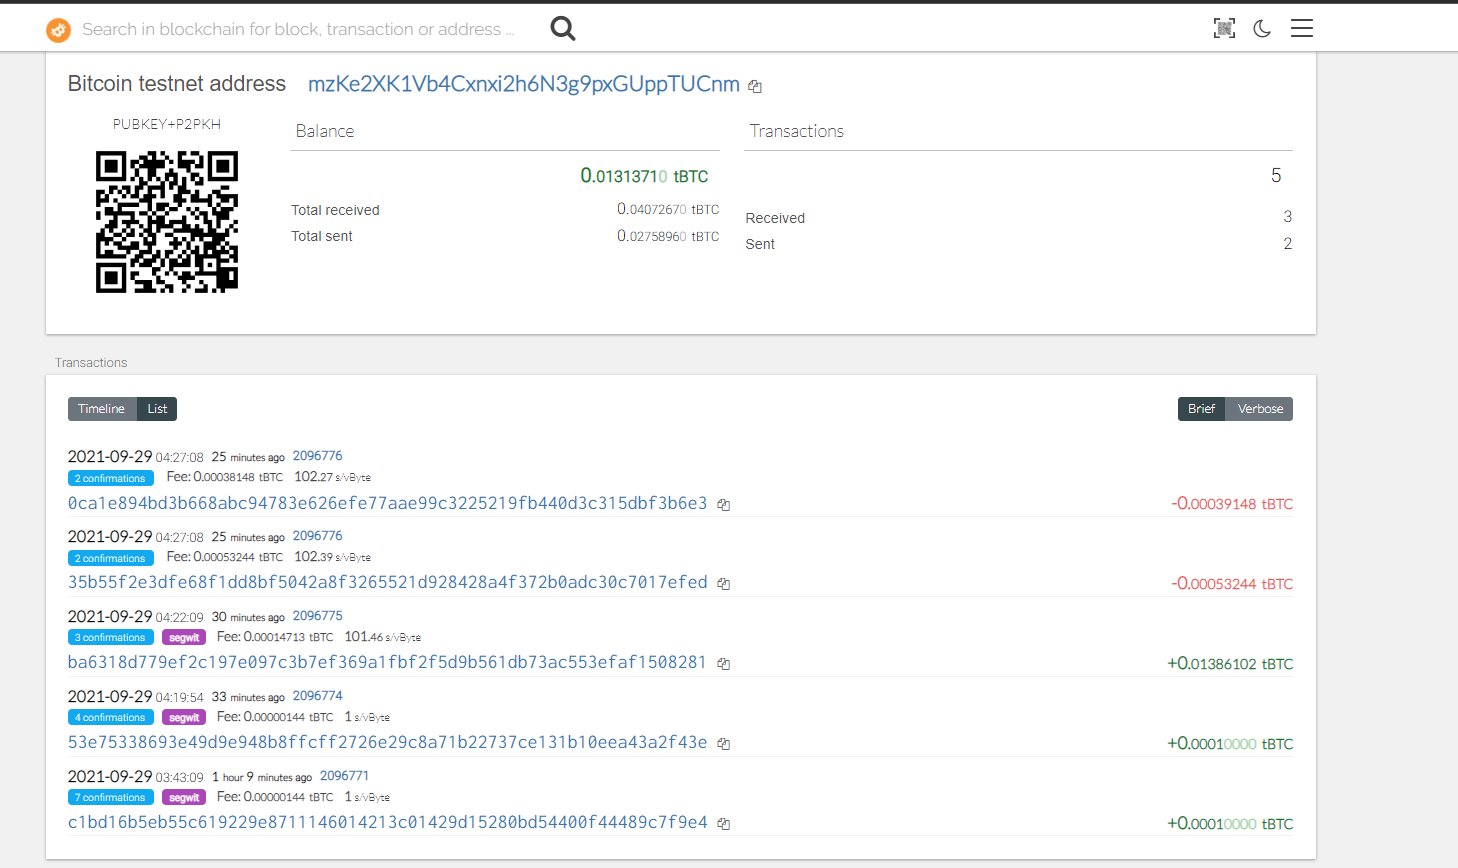 Search in blockchain for block, transaction or address ...
Bitcoin testnet address mzKe2XK1Vb4Cxnxi2h6N3g9pxGUppTUCnm
PUBKEY+P2PKH
Balance
0.01313710 tBTC
Total received 0.04072670 tBTC
Total sent 0.02758960 tBTC
Transactions
5
Received 3
Sent 2
Transactions
Timeline List Brief Verbose
2021-09-29 04:27:08 25 minutes ago 2096776
2 confirmations Fee: 0.00038148 tBTC 102.27 s/vByte
0ca1e894bd3b668abc94783e626efe77aae99c3225219fb440d3c315dbf3b6e3 -0.00039148 tBTC
2021-09-29 04:27:08 25 minutes ago 2096776
2 confirmations Fee: 0.00053244 tBTC 102.39 s/vByte
35b55f2e3dfe68f1dd8bf5042a8f3265521d928428a4f372b0adc30c7017efed -0.00053244 tBTC
2021-09-29 04:22:09 30 minutes ago 2096775
3 confirmations segwit Fee: 0.00014713 tBTC 101.46 s/vByte
ba6318d779ef2c197e097c3b7ef369a1fbf2f5d9b561db73ac553efaf1508281 +0.01386102 tBTC
2021-09-29 04:19:54 33 minutes ago 2096774
4 confirmations segwit Fee: 0.00000144 tBTC 1 s/vByte
53e75338693e49d9e948b8ffcff2726e29c8a71b22737ce131b10eea43a2f43e +0.00010000 tBTC
2021-09-29 03:43:09 1 hour 9 minutes ago 2096771
7 confirmations segwit Fee: 0.00000144 tBTC 1 s/vByte
c1bd16b5eb55c619229e8711146014213c01429d15280bd54400f44489c7f9e4 +0.00010000 tBTC